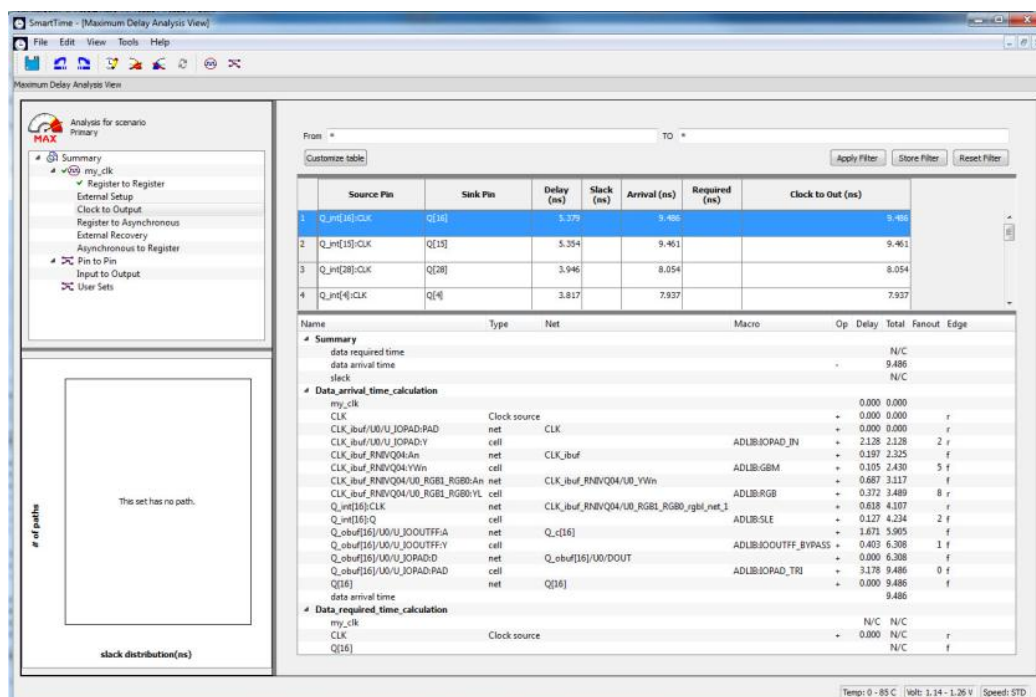 SmartTime - [Maximum Delay Analysis View]
File Edit View Tools Help
Maximum Delay Analysis View
MAX
Analysis for scenario
Primary
Summary
my_clk
Register to Register
External Setup
Clock to Output
Register to Asynchronous
External Recovery
Asynchronous to Register
Pin to Pin
Input to Output
User Sets
# of paths
This set has no path.
slack distribution(ns)
From * TO *
Customize table Apply Filter Store Filter Reset Filter
Source Pin Sink Pin Delay (ns) Slack (ns) Arrival (ns) Required (ns) Clock to Out (ns)
1 Q_int[16]:CLK Q[16] 5.379 9.486 9.486
2 Q_int[15]:CLK Q[15] 5.354 9.461 9.461
3 Q_int[28]:CLK Q[28] 3.946 8.054 8.054
4 Q_int[4]:CLK Q[4] 3.817 7.937 7.937
Name Type Net Macro Op Delay Total Fanout Edge
Summary
data required time N/C
data arrival time - 9.486
slack N/C
Data_arrival_time_calculation
my_clk 0.000 0.000
CLK Clock source + 0.000 0.000 r
CLK_ibuf/U0/U_IOPAD:PAD net CLK + 0.000 0.000 r
CLK_ibuf/U0/U_IOPAD:Y cell ADLIB:IOPAD_IN + 2.128 2.128 2 r
CLK_ibuf_RNIVQ04:An net CLK_ibuf + 0.197 2.325 f
CLK_ibuf_RNIVQ04:YWn cell ADLIB:GBM + 0.105 2.430 5 f
CLK_ibuf_RNIVQ04/U0_RGB1_RGB0:An net CLK_ibuf_RNIVQ04/U0_YWn + 0.687 3.117 f
CLK_ibuf_RNIVQ04/U0_RGB1_RGB0:YL cell ADLIB:RGB + 0.372 3.489 8 r
Q_int[16]:CLK net CLK_ibuf_RNIVQ04/U0_RGB1_RGB0_rgbl_net_1 + 0.618 4.107 r
Q_int[16]:Q cell ADLIB:SLE + 0.127 4.234 2 f
Q_obuf[16]/U0/U_IOOUTFF:A net Q_c[16] + 1.671 5.905 f
Q_obuf[16]/U0/U_IOOUTFF:Y cell ADLIB:IOOUTFF_BYPASS + 0.403 6.308 1 f
Q_obuf[16]/U0/U_IOPAD:D net Q_obuf[16]/U0/DOUT + 0.000 6.308 f
Q_obuf[16]/U0/U_IOPAD:PAD cell ADLIB:IOPAD_TRI + 3.178 9.486 0 f
Q[16] net Q[16] + 0.000 9.486 f
data arrival time 9.486
Data_required_time_calculation
my_clk N/C N/C
CLK Clock source + 0.000 N/C r
Q[16] N/C f
Temp: 0 - 85 C Volt: 1.14 - 1.26 V Speed: STD